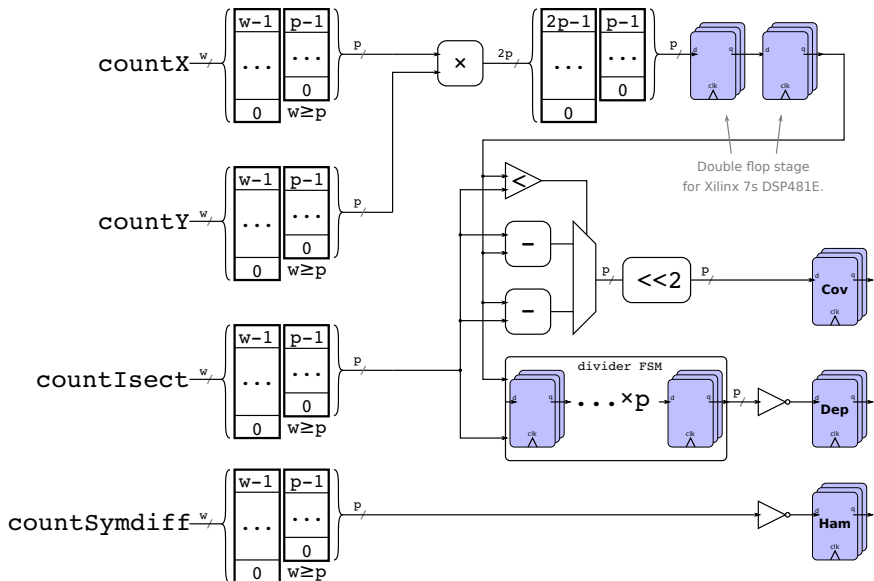 countX
w
w-1
...
0
p-1
...
0
w≥p
p
×
2p
2p-1
...
0
p-1
...
0
p
d
q
clk
d
q
clk
Double flop stage
for Xilinx 7s DSP481E.
countY
w
w-1
...
0
p-1
...
0
w≥p
p
<
-
-
p
<<2
p
d
q
Cov
clk
countIsect
w
w-1
...
0
p-1
...
0
w≥p
p
divider FSM
d
q
clk
...×p
d
q
clk
p
d
q
Dep
clk
countSymdiff
w
w-1
...
0
p-1
...
0
w≥p
p
d
q
Ham
clk